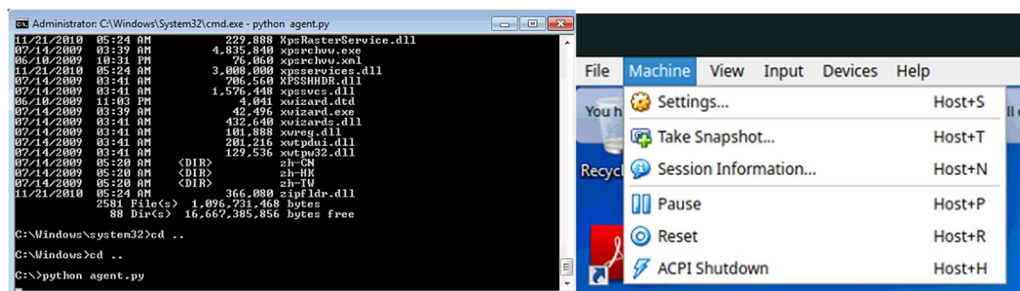 Administrator: C:\Windows\System32\cmd.exe - python agent.py
11/21/2010 05:24 AM 229,888 XpsRasterService.dll
07/14/2009 03:39 AM 4,835,840 xpsrchvw.exe
06/10/2009 10:31 PM 76,060 xpsrchvw.xml
11/21/2010 05:24 AM 3,008,000 xpsservices.dll
07/14/2009 03:41 AM 706,560 XPSSHHDR.dll
07/14/2009 03:41 AM 1,576,448 xpssvcs.dll
06/10/2009 11:03 PM 4,041 xwizard.dtd
07/14/2009 03:39 AM 42,496 xwizard.exe
07/14/2009 03:41 AM 432,640 xwizards.dll
07/14/2009 03:41 AM 101,888 xwreg.dll
07/14/2009 03:41 AM 201,216 xwtpdui.dll
07/14/2009 03:41 AM 129,536 xwtpw32.dll
07/14/2009 05:20 AM <DIR> zh-CN
07/14/2009 05:20 AM <DIR> zh-HK
07/14/2009 05:20 AM <DIR> zh-TW
11/21/2010 05:24 AM 366,080 zipfldr.dll
2581 File(s) 1,096,731,468 bytes
88 Dir(s) 16,667,385,856 bytes free
C:\Windows\system32>cd ..
C:\Windows>cd ..
C:\>python agent.py
File Machine View Input Devices Help
You h
Settings... Host+S
Take Snapshot... Host+T
Recycl
Session Information... Host+N
Pause Host+P
Reset Host+R
ACPI Shutdown Host+H